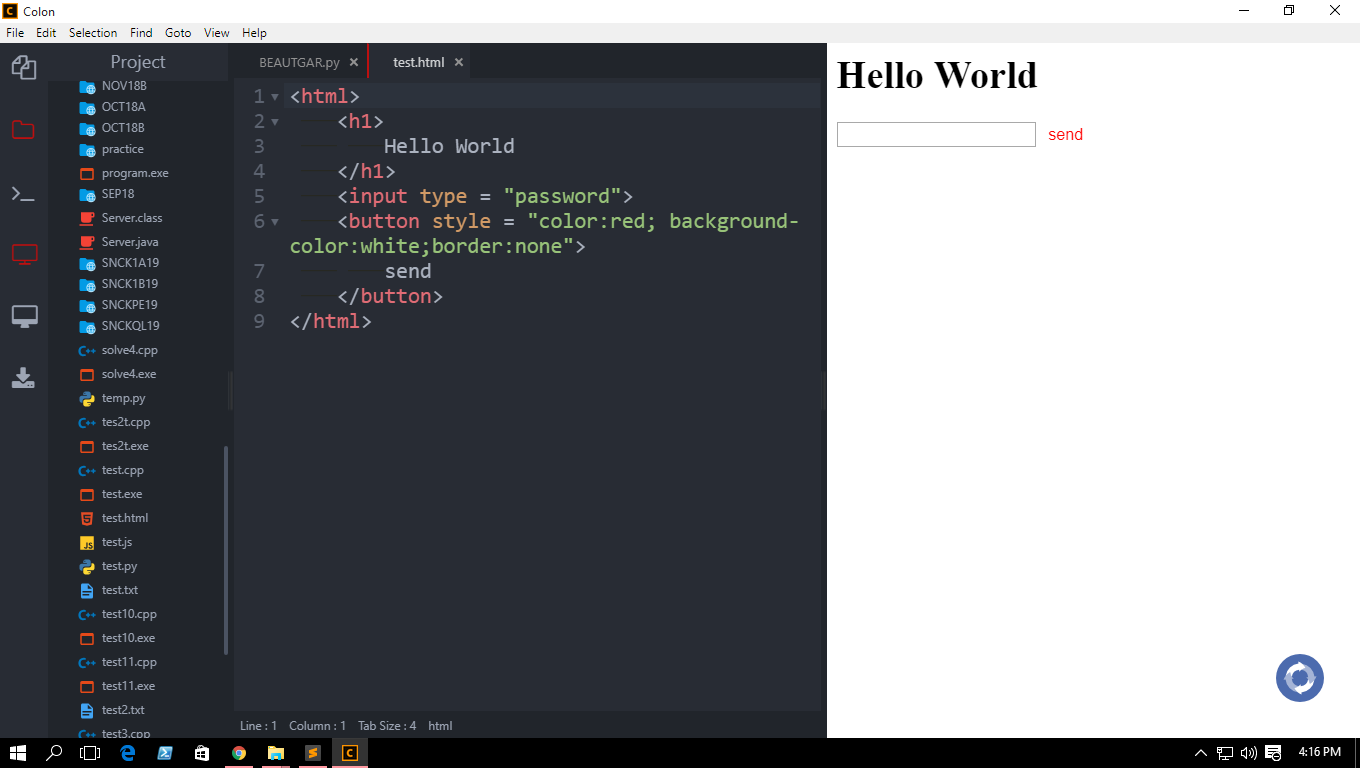 Colon
File Edit Selection Find Goto View Help
Project
NOV18B
OCT18A
OCT18B
practice
program.exe
SEP18
Server.class
Server.java
SNCK1A19
SNCK1B19
SNCKPE19
SNCKQL19
solve4.cpp
solve4.exe
temp.py
tes2t.cpp
tes2t.exe
test.cpp
test.exe
test.html
test.js
test.py
test.txt
test10.cpp
test10.exe
test11.cpp
test11.exe
test2.txt
test3.cpp
BEAUTGAR.py × test.html ×
1 <html>
2 <h1>
3 Hello World
4 </h1>
5 <input type = "password">
6 <button style = "color:red; background-
color:white;border:none">
7 send
8 </button>
9 </html>
Line : 1 Column : 1 Tab Size : 4 html
Hello World
send
4:16 PM